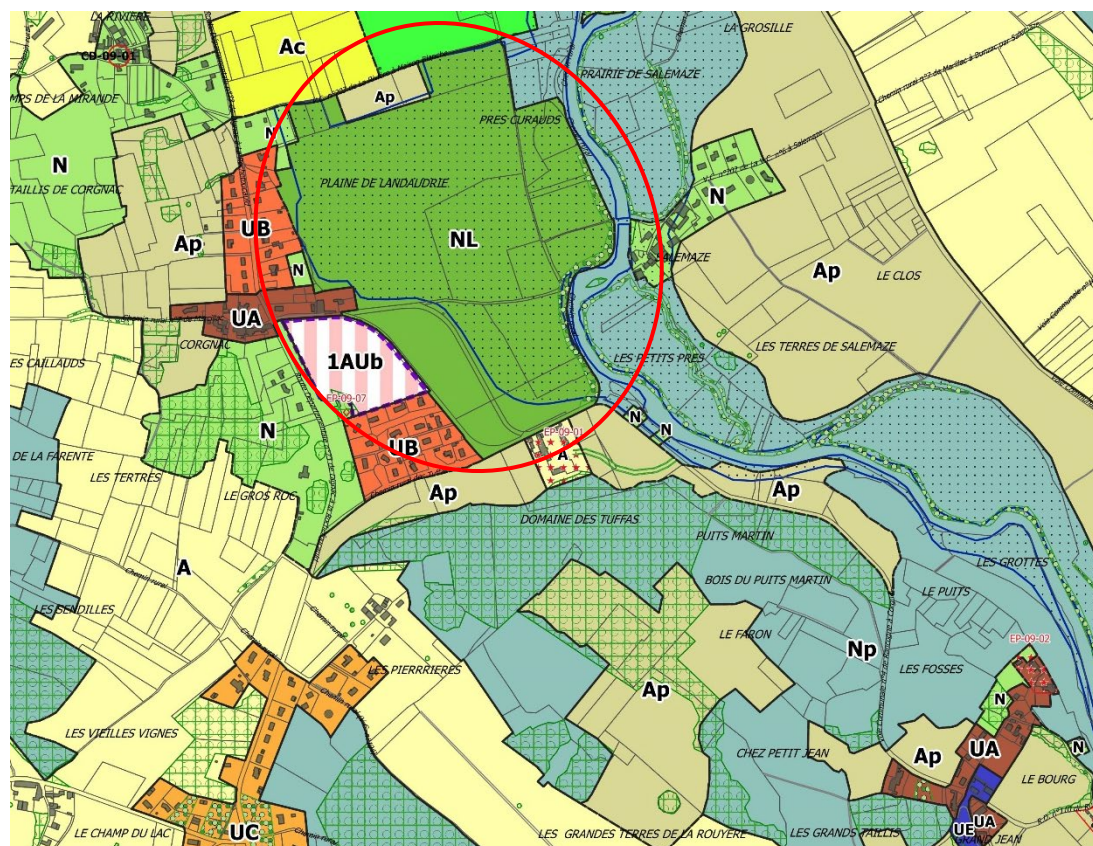 LA RIVIERE
CD-09-01
Ac
LA GROSILLE
PRAIRIE DE SALEMAZE
MPS DE LA MIRANDE
Ap
PRES CURAUDS
N
N
TAILLIS DE CORGNAC
PLAINE DE LANDAUDRIE
N
Ap
UB
NL
N
SALEMAZE
Ap
LE CLOS
UA
CORGNAC
LES TERRES DE SALEMAZE
ES CAILLAUDS
1AUb
LES PETITS PRES
EP-09-07
N
UB
EP-09-01
N
N
A
DE LA FARENTE
LES TERTRES
LE GROS ROC
Ap
Ap
DOMAINE DES TUFFAS
PUITS MARTIN
A
Chemin rural
LES GROTTES
BOIS DU PUITS MARTIN
LE PUITS
LES SENDILLES
LE FARON
EP-09-02
Np
LES FOSSES
LES PIERRRIERES
Ap
N
LES VIEILLES VIGNES
CHEZ PETIT JEAN
UA
N
Ap
LE BOURG
LE CHAMP DU LAC
UC
LES GRANDES TERRES DE LA ROUYERE
LES GRANDS TAILLIS
UE
UA
GRAND JEAN